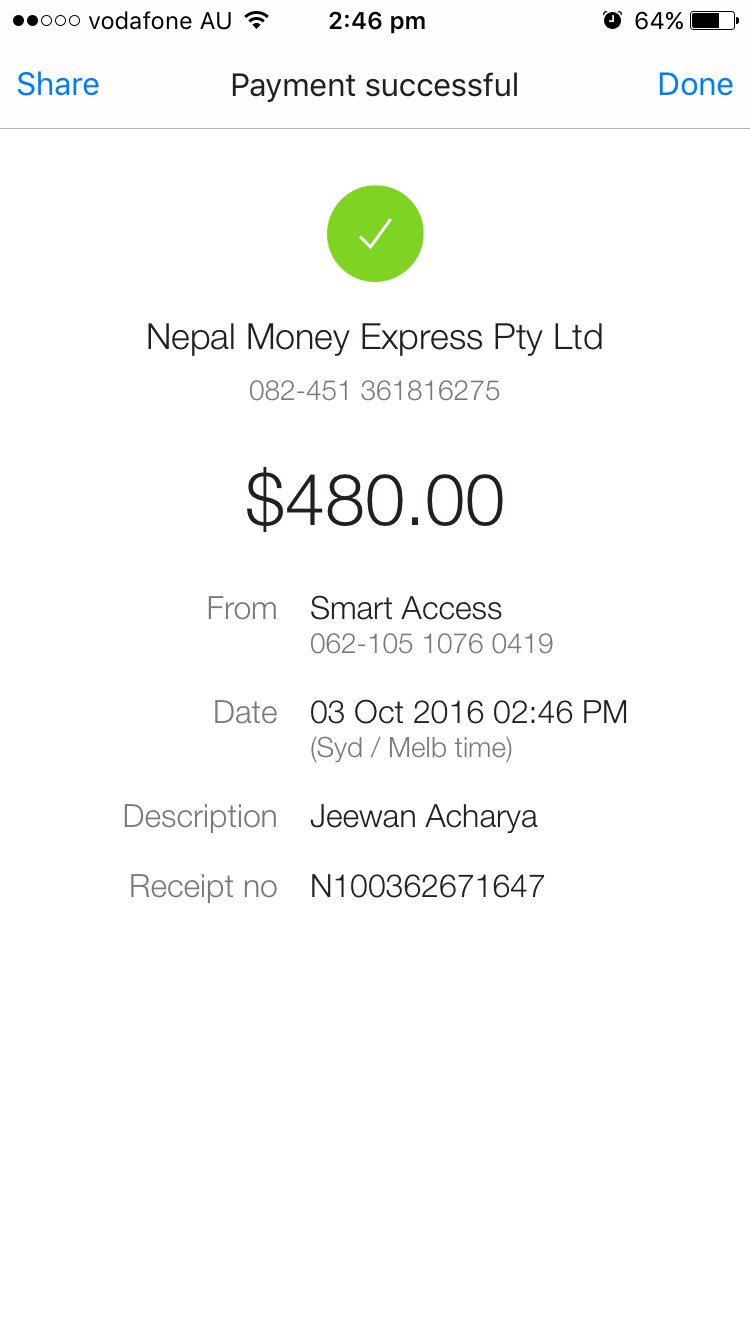 vodafone AU 2:46 pm 64%
Share Payment successful Done
Nepal Money Express Pty Ltd
082-451 361816275
$480.00
From Smart Access
062-105 1076 0419
Date 03 Oct 2016 02:46 PM
(Syd / Melb time)
Description Jeewan Acharya
Receipt no N100362671647